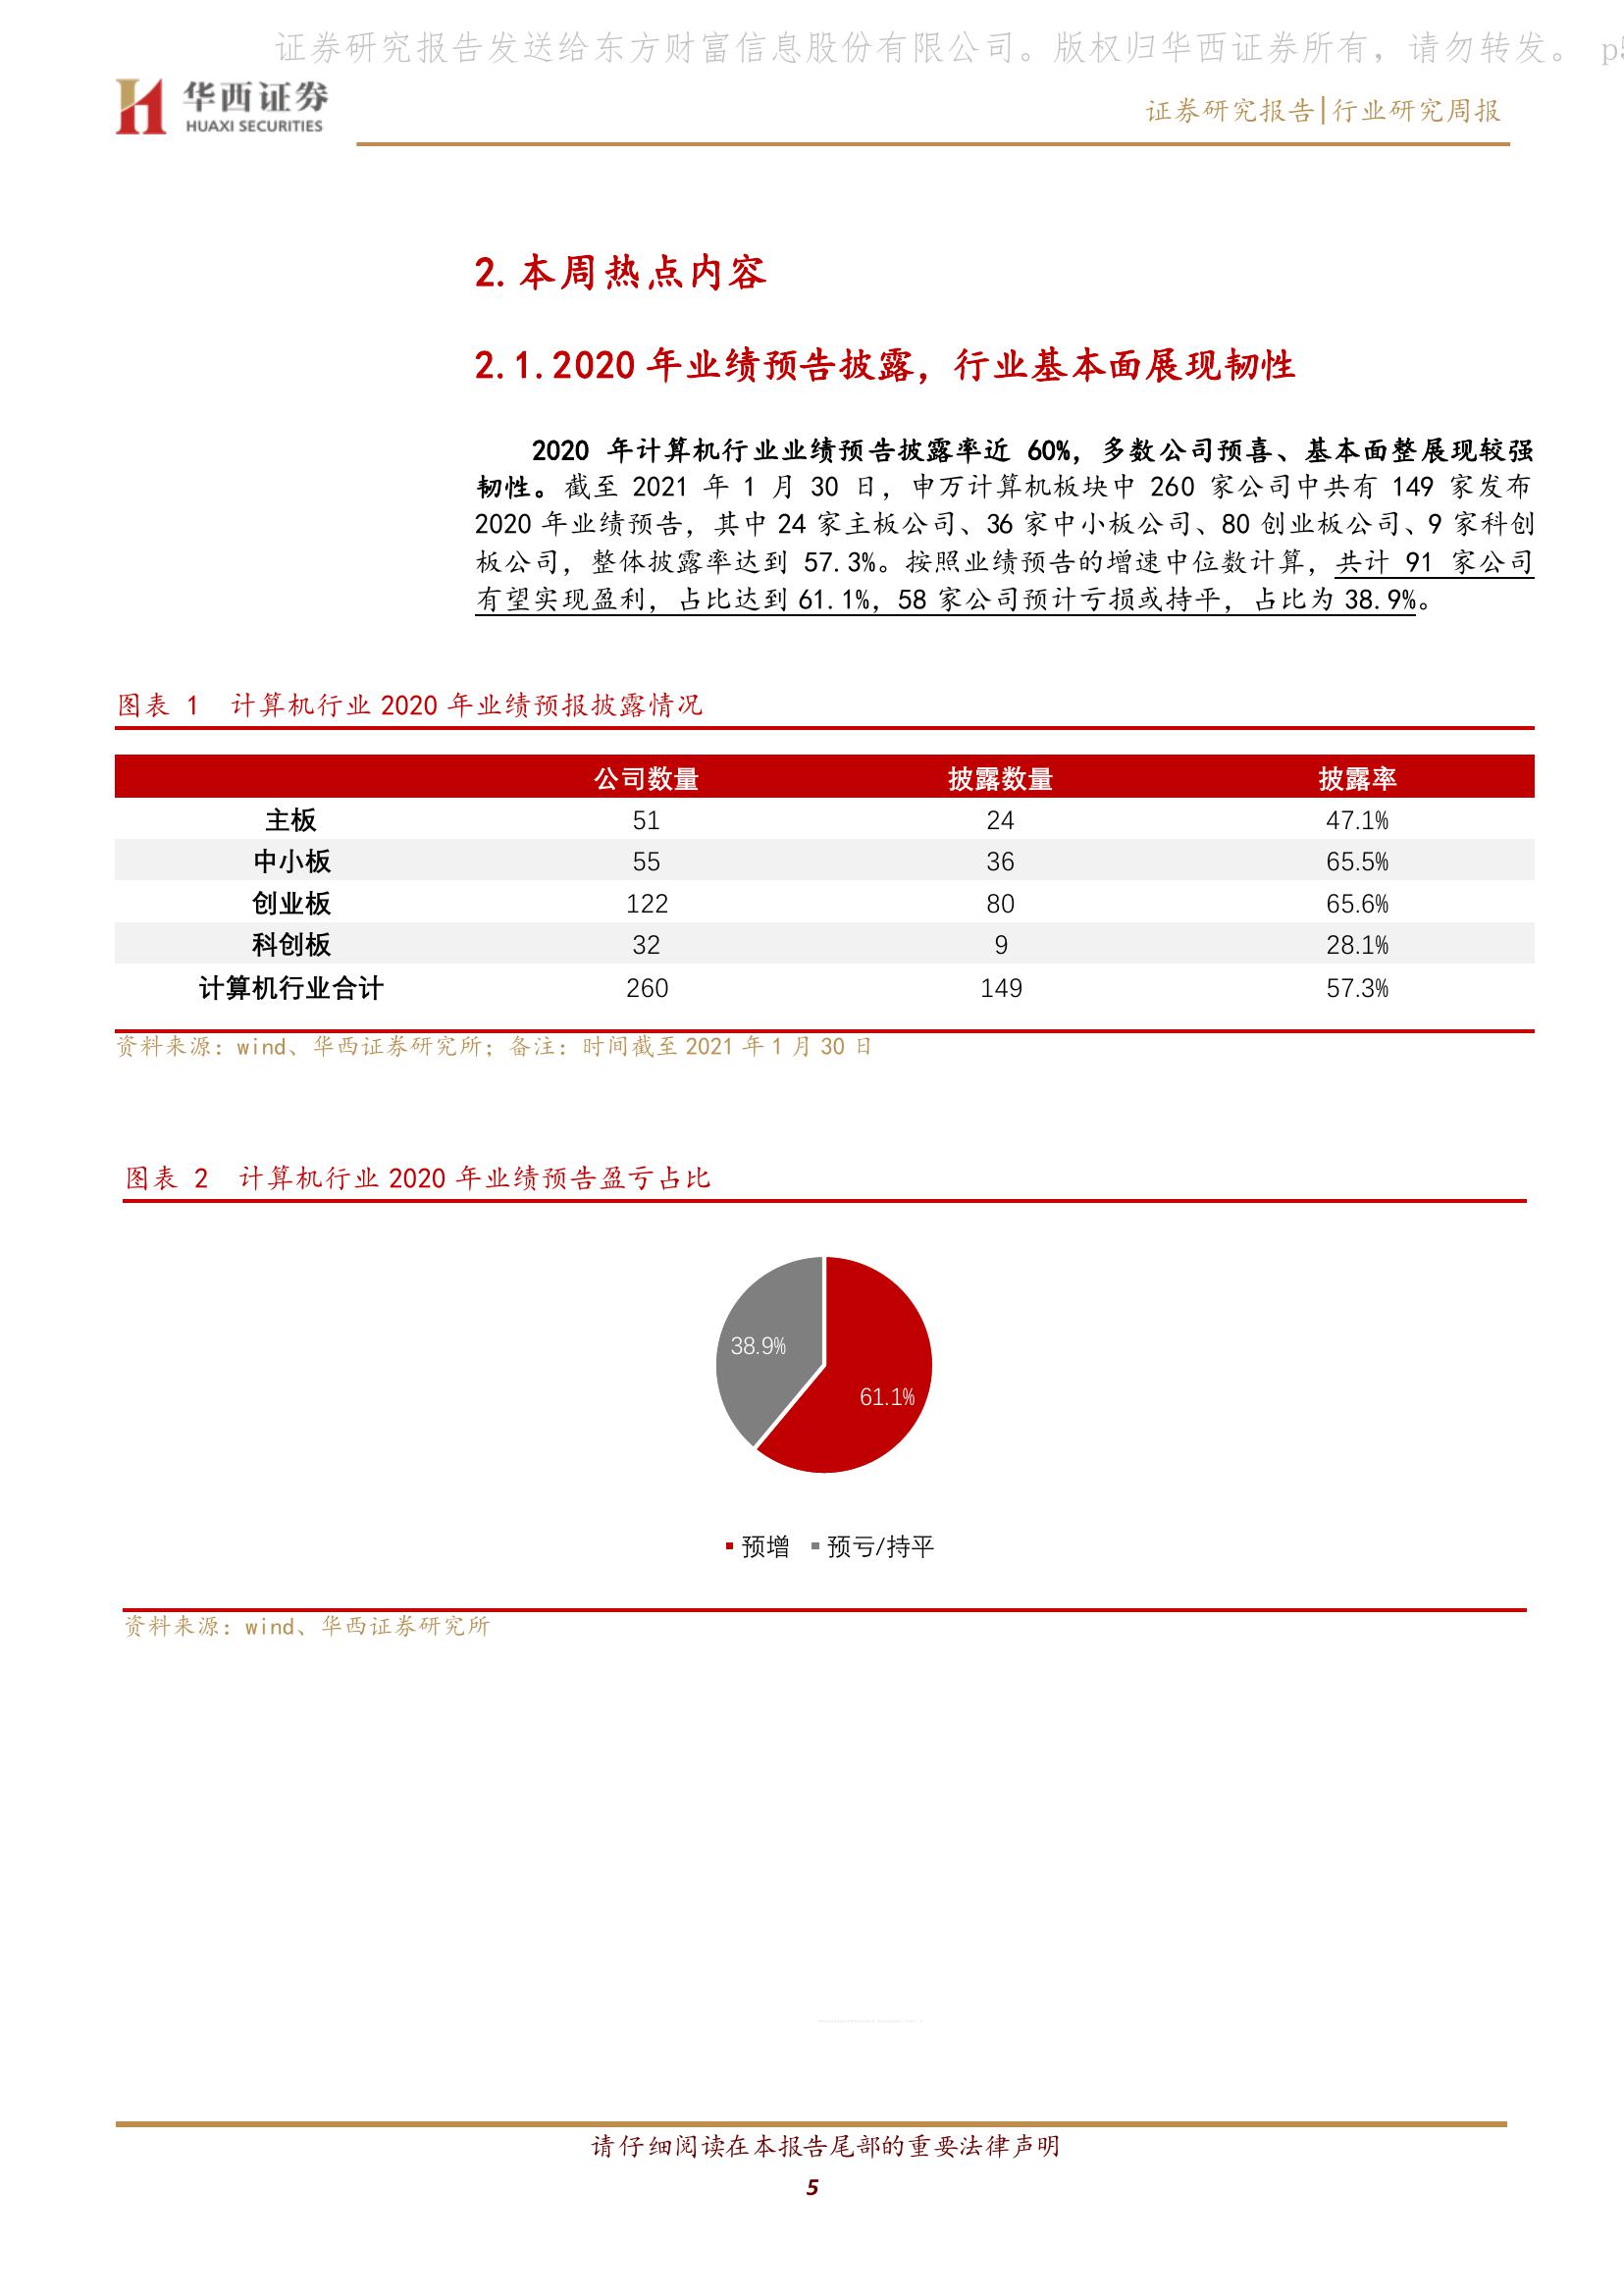 证券研究报告发送给东方财富信息股份有限公司。版权归华西证券所有，请勿转发。 p5
华西证券
HUAXI SECURITIES
证券研究报告|行业研究周报
2.本周热点内容
2.1.2020 年业绩预告披露，行业基本面展现韧性
2020 年计算机行业业绩预告披露率近 60%，多数公司预喜、基本面整展现较强
韧性。截至 2021 年 1 月 30 日，申万计算机板块中 260 家公司中共有 149 家发布
2020 年业绩预告，其中 24 家主板公司、36 家中小板公司、80 创业板公司、9 家科创
板公司，整体披露率达到 57.3%。按照业绩预告的增速中位数计算，共计 91 家公司
有望实现盈利，占比达到 61.1%，58 家公司预计亏损或持平，占比为 38.9%。
图表 1 计算机行业 2020 年业绩预报披露情况
公司数量 披露数量 披露率
主板 51 24 47.1%
中小板 55 36 65.5%
创业板 122 80 65.6%
科创板 32 9 28.1%
计算机行业合计 260 149 57.3%
资料来源：wind、华西证券研究所；备注：时间截至 2021 年 1 月 30 日
图表 2 计算机行业 2020 年业绩预告盈亏占比
38.9%
61.1%
预增 预亏/持平
资料来源：wind、华西证券研究所
请仔细阅读在本报告尾部的重要法律声明
5